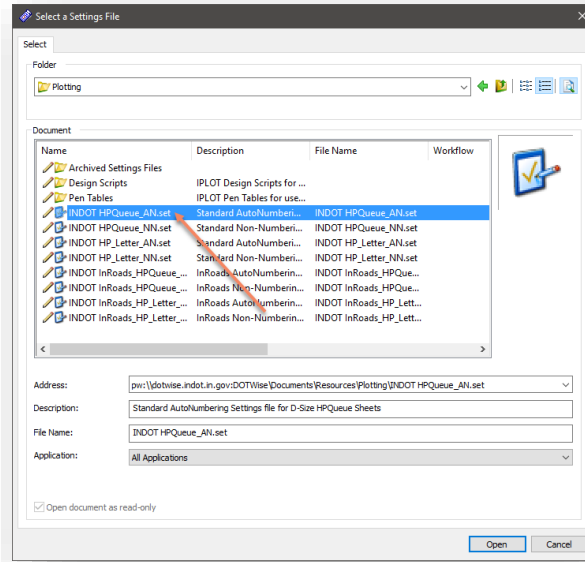 Select a Settings File
Select
Folder
Plotting
Document
Name Description File Name Workflow
Archived Settings Files
Design Scripts IPLOT Design Scripts for ...
Pen Tables IPLOT Pen Tables for use...
INDOT HPQueue_AN.set Standard AutoNumberi... INDOT HPQueue_AN.set
INDOT HPQueue_NN.set Standard Non-Numberi... INDOT HPQueue_NN.set
INDOT HP_Letter_AN.set Standard AutoNumberi... INDOT HP_Letter_AN.set
INDOT HP_Letter_NN.set Standard Non-Numberi... INDOT HP_Letter_NN.set
INDOT InRoads_HPQueue_... InRoads AutoNumberin... INDOT InRoads_HPQue...
INDOT InRoads_HPQueue_... InRoads Non-Numberin... INDOT InRoads_HPQue...
INDOT InRoads_HP_Letter_... InRoads AutoNumberin... INDOT InRoads_HP_Lett...
INDOT InRoads_HP_Letter_... InRoads Non-Numberin... INDOT InRoads_HP_Lett...
Address: pw:\\dotwise.indot.in.gov:DOTWise\Documents\Resources\Plotting\INDOT HPQueue_AN.set
Description: Standard AutoNumbering Settings file for D-Size HPQueue Sheets
File Name: INDOT HPQueue_AN.set
Application: All Applications
Open document as read-only
Open Cancel